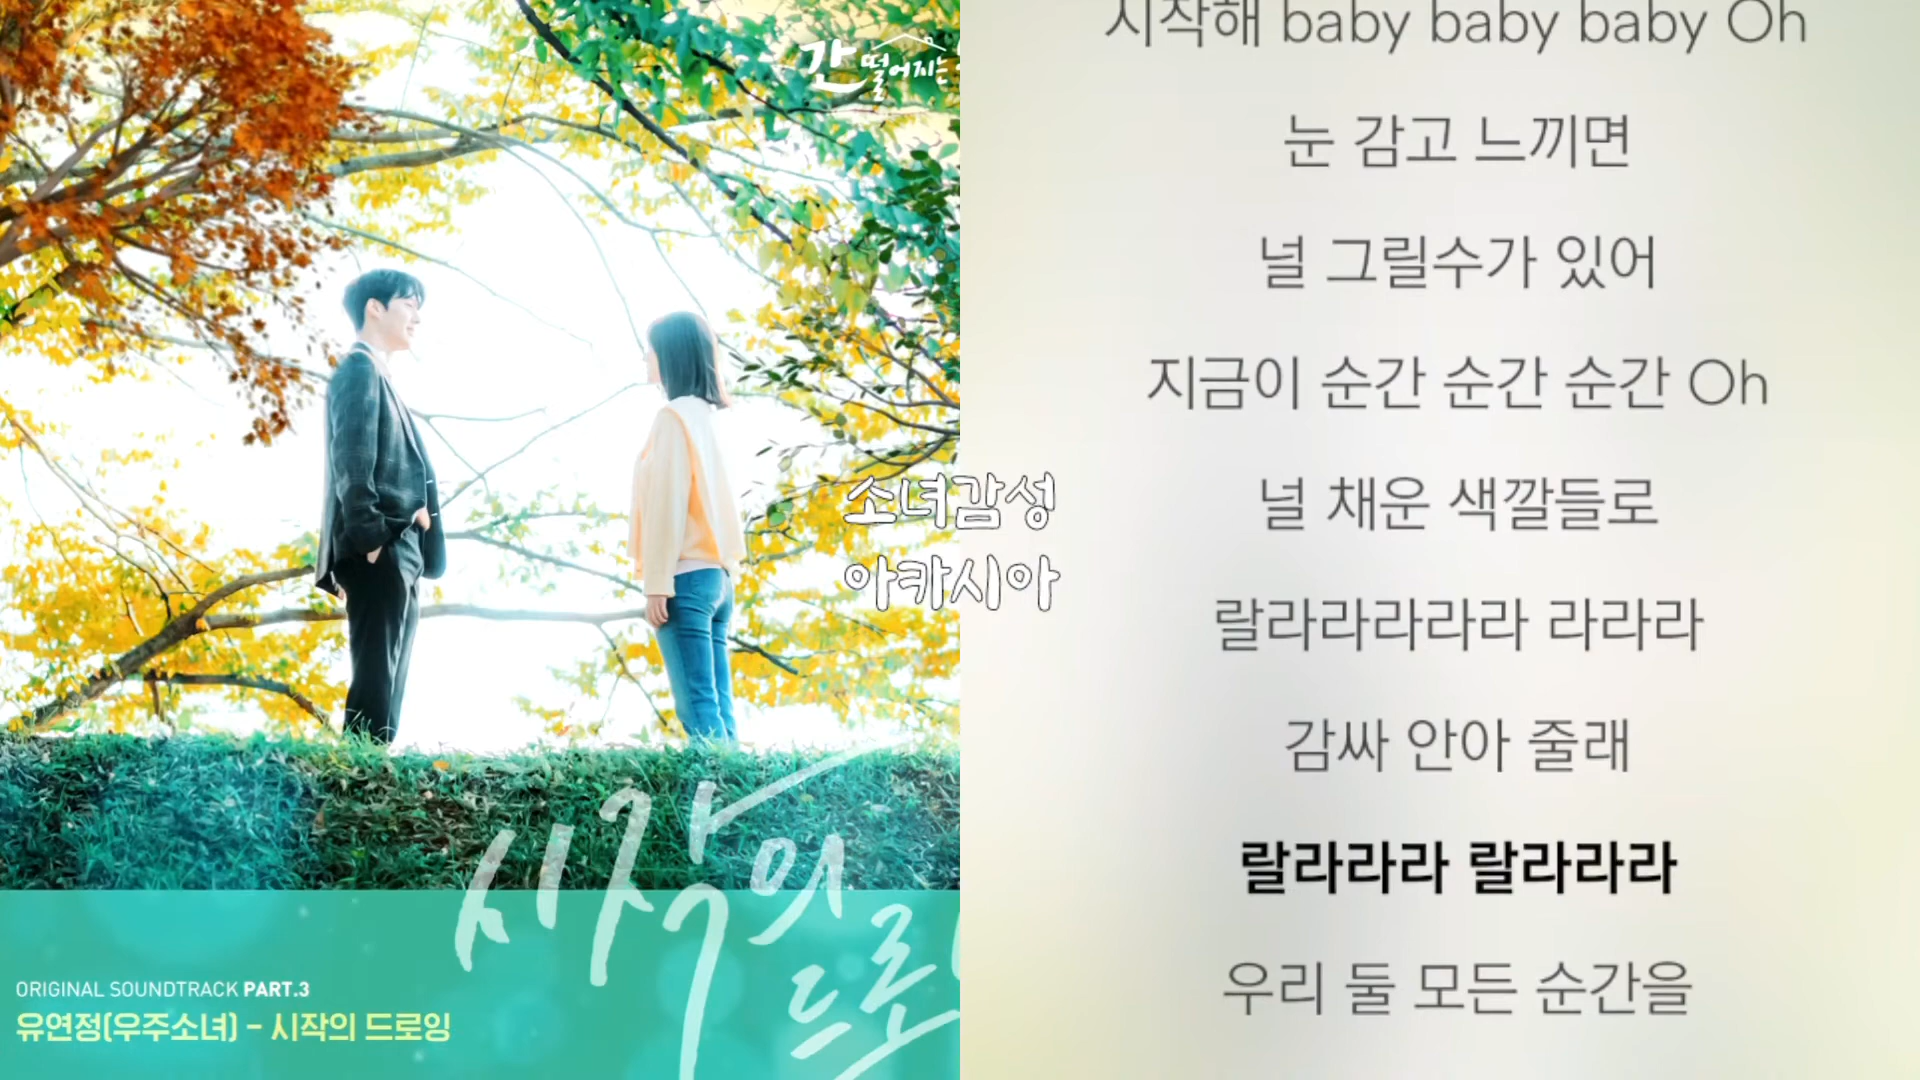 간 떨어지는
시작의
드로
ORIGINAL SOUNDTRACK PART.3
유연정(우주소녀) - 시작의 드로잉
소녀감성
아카시아
시작해 baby baby baby Oh
눈 감고 느끼면
널 그릴수가 있어
지금이 순간 순간 순간 Oh
널 채운 색깔들로
랄라라라라라 라라라
감싸 안아 줄래
랄라라라 랄라라라
우리 둘 모든 순간을